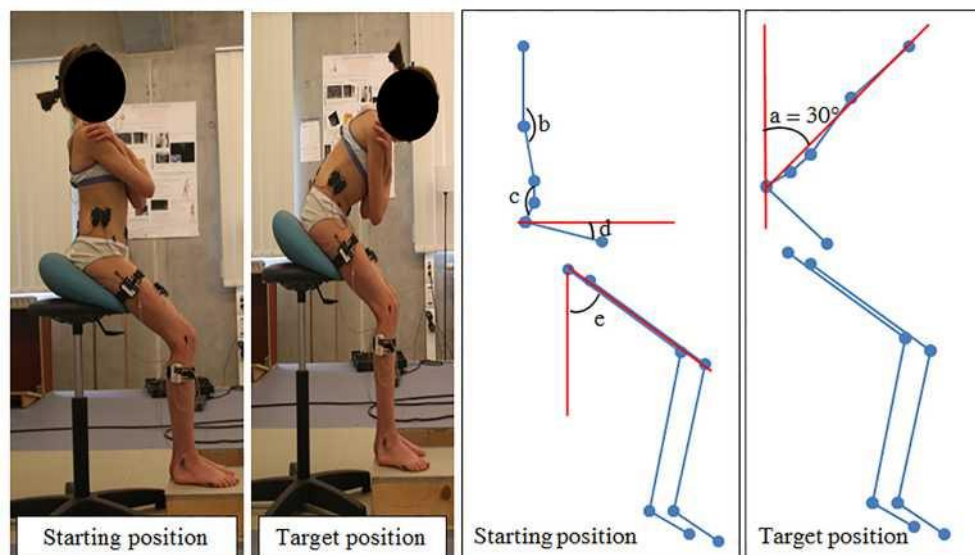 b
a = 30°
c
d
e
Starting position
Target position
Starting position
Target position